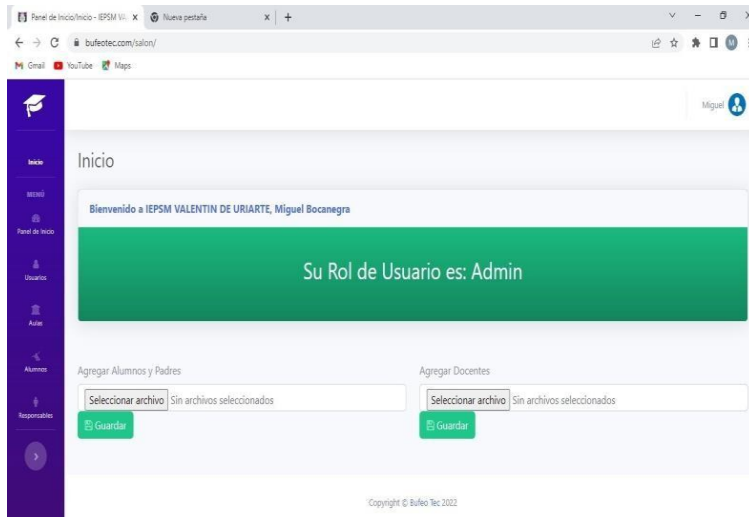 Panel de Inicio/Inicio - IEPSM V
Nueva pestaña
bufeotec.com/salon/
Gmail YouTube Maps
Miguel
Inicio
MENÚ
Panel de Inicio
Usuarios
Aulas
Alumnos
Responsables
Inicio
Bienvenido a IEPSM VALENTIN DE URIARTE, Miguel Bocanegra
Su Rol de Usuario es: Admin
Agregar Alumnos y Padres
Seleccionar archivo Sin archivos seleccionados
Guardar
Agregar Docentes
Seleccionar archivo Sin archivos seleccionados
Guardar
Copyright © Bufeo Tec 2022